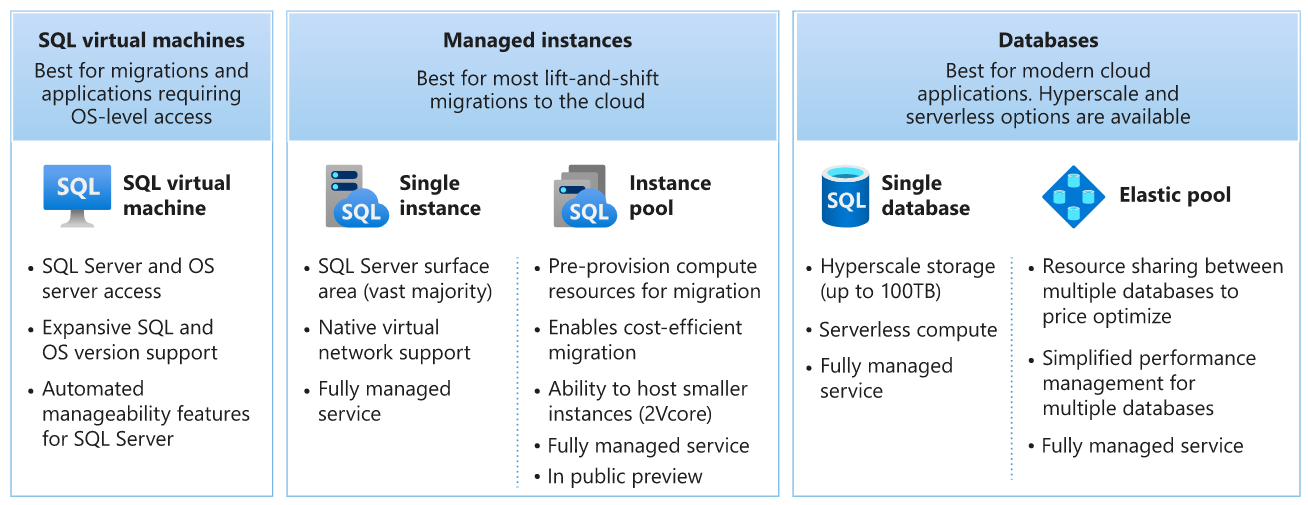 SQL virtual machines
Best for migrations and
applications requiring
OS-level access
SQL
SQL virtual
machine
• SQL Server and OS
server access
• Expansive SQL and
OS version support
• Automated
manageability features
for SQL Server
Managed instances
Best for most lift-and-shift
migrations to the cloud
SQL
Single
instance
• SQL Server surface
area (vast majority)
• Native virtual
network support
• Fully managed
service
SQL
Instance
pool
• Pre-provision compute
resources for migration
• Enables cost-efficient
migration
• Ability to host smaller
instances (2Vcore)
• Fully managed service
• In public preview
Databases
Best for modern cloud
applications. Hyperscale and
serverless options are available
SQL
Single
database
• Hyperscale storage
(up to 100TB)
• Serverless compute
• Fully managed
service
Elastic pool
• Resource sharing between
multiple databases to
price optimize
• Simplified performance
management for
multiple databases
• Fully managed service